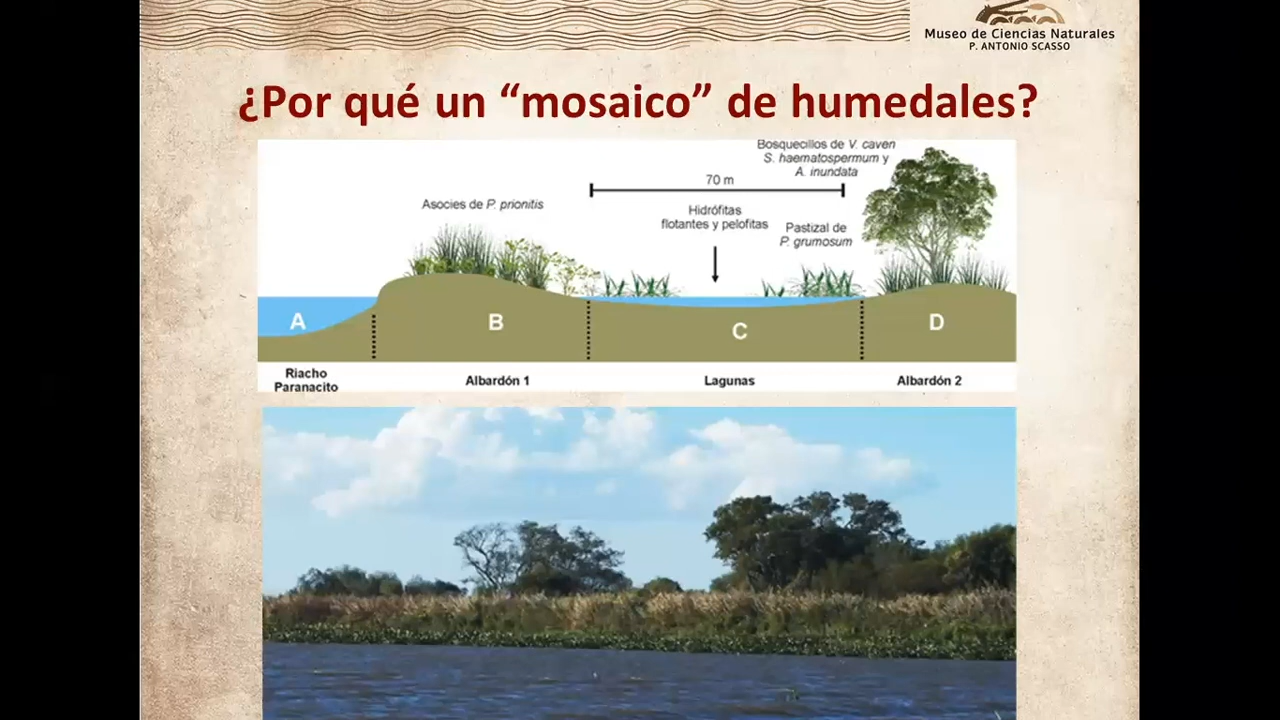 Museo de Ciencias Naturales
P. ANTONIO SCASSO
¿Por qué un “mosaico” de humedales?
Bosquecillos de V. caven
S. haematospermum y
A. inundata
70 m
Asocies de P. prionitis
Hidrófitas
flotantes y pelofitas
Pastizal de
P. grumosum
A
B
C
D
Riacho
Paranacito
Albardón 1
Lagunas
Albardón 2